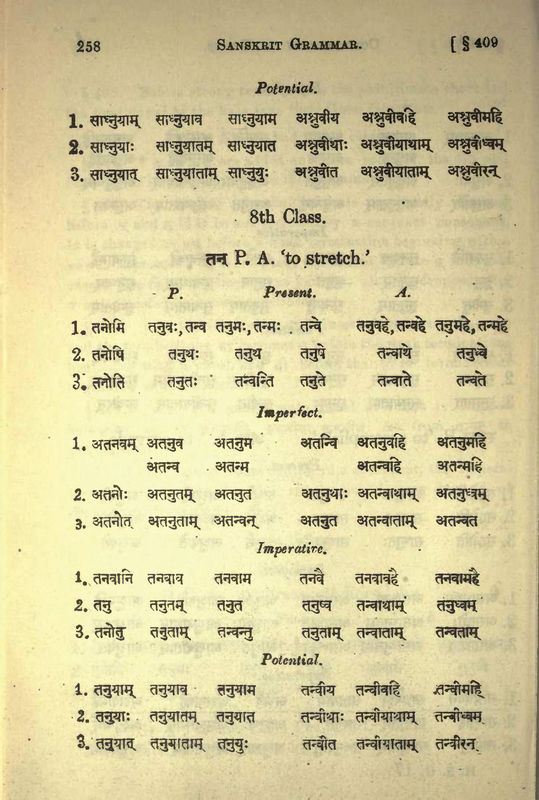 258 SANSKRIT GRAMMAR. [ § 409
Potential.
1. साध्नुयाम् साध्नुयाव साध्नुयाम अश्नुवीय अश्नुवीवहि अश्नुवीमहि
2. साध्नुयाः साध्नुयातम् साध्नुयात अश्नुवीथाः अश्नुवीयाथाम् अश्नुवीध्वम्
3. साध्नुयात् साध्नुयाताम् साध्नुयुः अश्नुवीत अश्नुवीयाताम् अश्नुवीरन्
8th Class.
तन् P. A. ‘to stretch.’
P. Present. A.
1. तनोमि तनुवः, तन्व तनुमः, तन्मः तन्वे तनुवहे, तन्वहे तनुमहे, तन्महे
2. तनोषि तनुथः तनुथ तनुषे तन्वाथे तनुध्वे
3. तनोति तनुतः तन्वन्ति तनुते तन्वाते तन्वते
Imperfect.
1. अतनवम् अतनुव अतनुम अतन्वि अतनुवहि अतनुमहि
अतन्व अतन्म अतन्वहि अतन्महि
2. अतनोः अतनुतम् अतनुत अतनुथाः अतन्वाथाम् अतनुध्वम्
3. अतनोत् अतनुताम् अतन्वन् अतनुत अतन्वाताम् अतन्वत
Imperative.
1. तनवानि तनवाव तनवाम तनवै तनवावहै तनवामहै
2. तनु तनुतम् तनुत तनुष्व तन्वाथाम् तनुध्वम्
3. तनोतु तनुताम् तन्वन्तु तनुताम् तन्वाताम् तन्वताम्
Potential.
1. तनुयाम् तनुयाव तनुयाम तन्वीय तन्वीवहि तन्वीमहि
2. तनुयाः तनुयातम् तनुयात तन्वीथाः तन्वीयाथाम् तन्वीध्वम्
3. तनुयात् तनुयाताम् तनुयुः तन्वीत तन्वीयाताम् तन्वीरन्